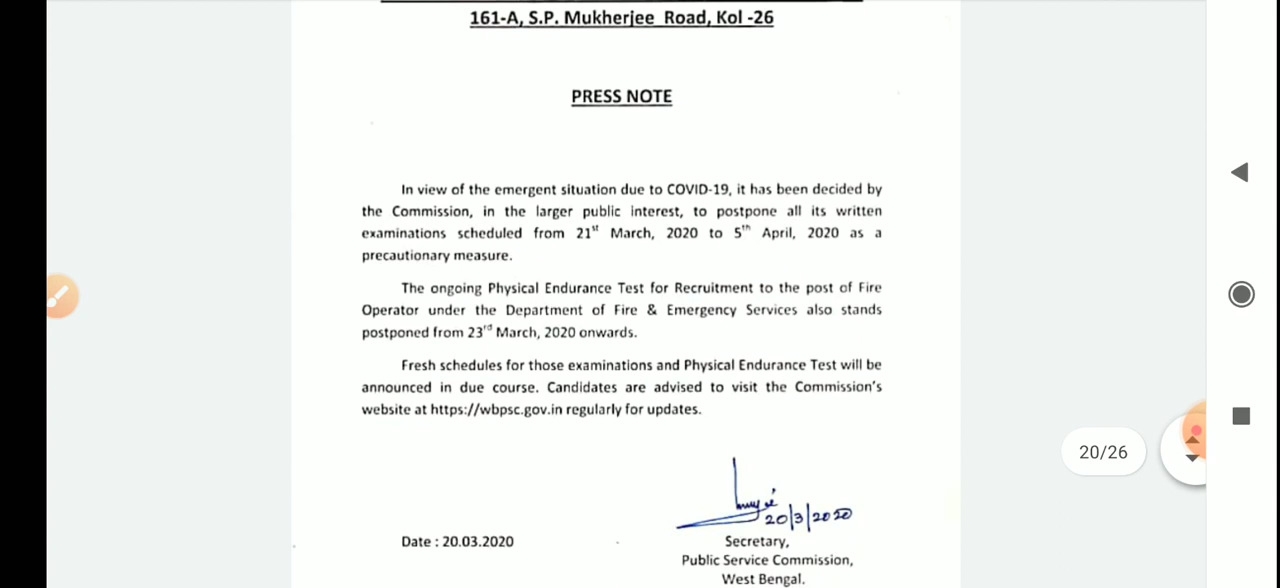 161-A, S.P. Mukherjee Road, Kol -26
PRESS NOTE
In view of the emergent situation due to COVID-19, it has been decided by
the Commission, in the larger public interest, to postpone all its written
examinations scheduled from 21st March, 2020 to 5th April, 2020 as a
precautionary measure.
The ongoing Physical Endurance Test for Recruitment to the post of Fire
Operator under the Department of Fire & Emergency Services also stands
postponed from 23rd March, 2020 onwards.
Fresh schedules for those examinations and Physical Endurance Test will be
announced in due course. Candidates are advised to visit the Commission's
website at https://wbpsc.gov.in regularly for updates.
20/26
20/3/2020
Date : 20.03.2020
Secretary,
Public Service Commission,
West Bengal.